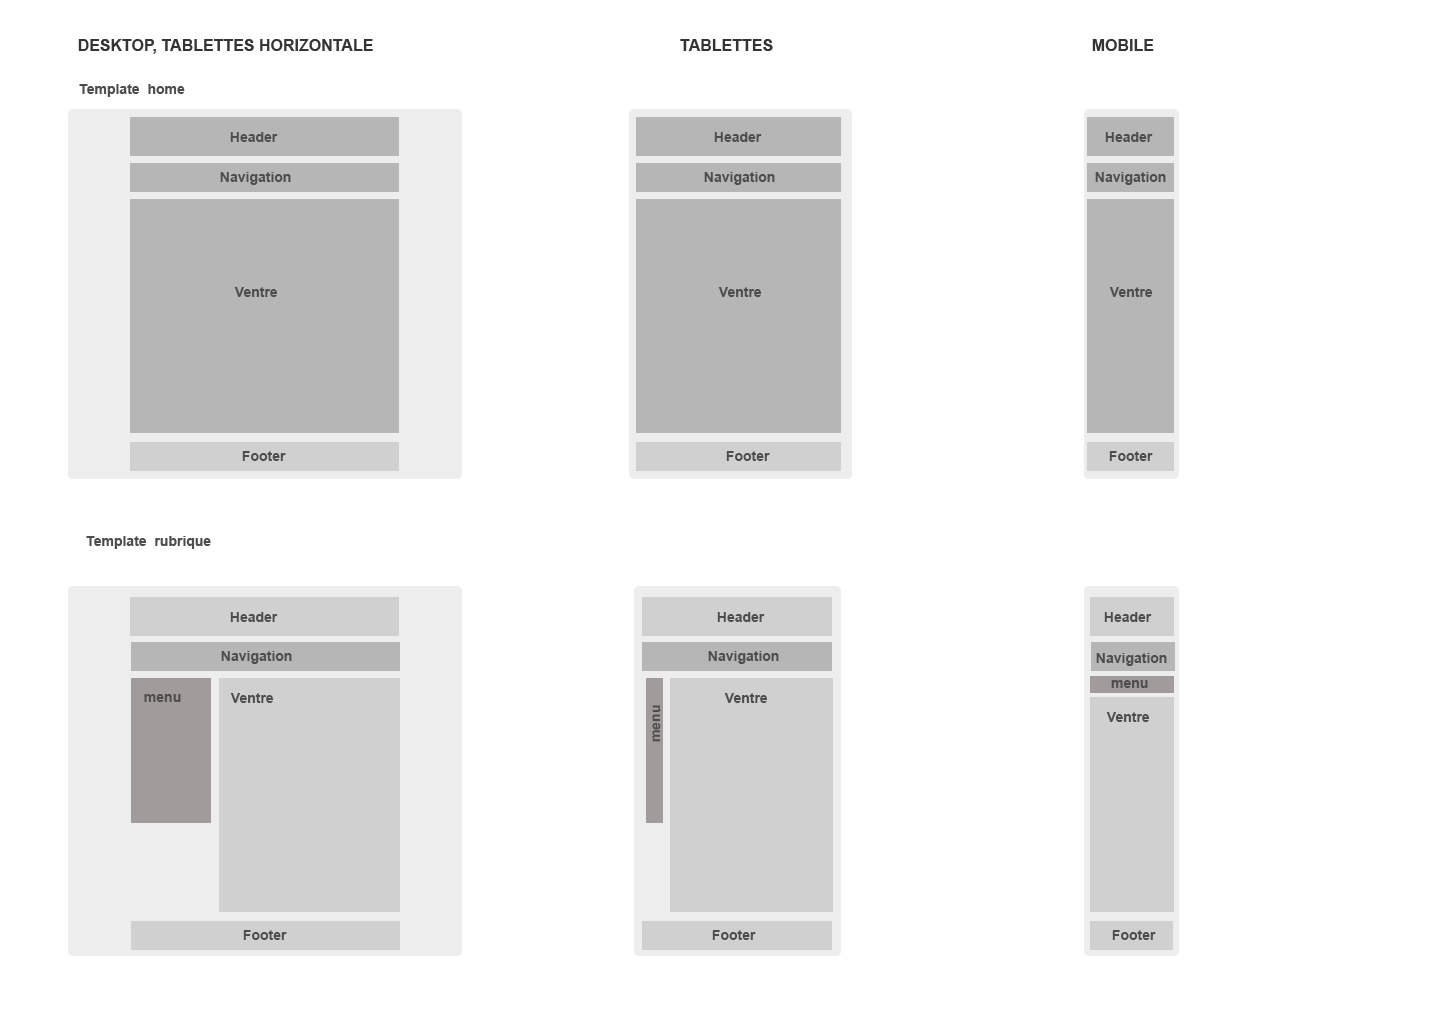 DESKTOP, TABLETTES HORIZONTALE
TABLETTES
MOBILE
Template  home
Header
Navigation
Ventre
Footer
Header
Navigation
Ventre
Footer
Header
Navigation
Ventre
Footer
Template  rubrique
Header
Navigation
menu
Ventre
Footer
Header
Navigation
menu
Ventre
Footer
Header
Navigation
menu
Ventre
Footer